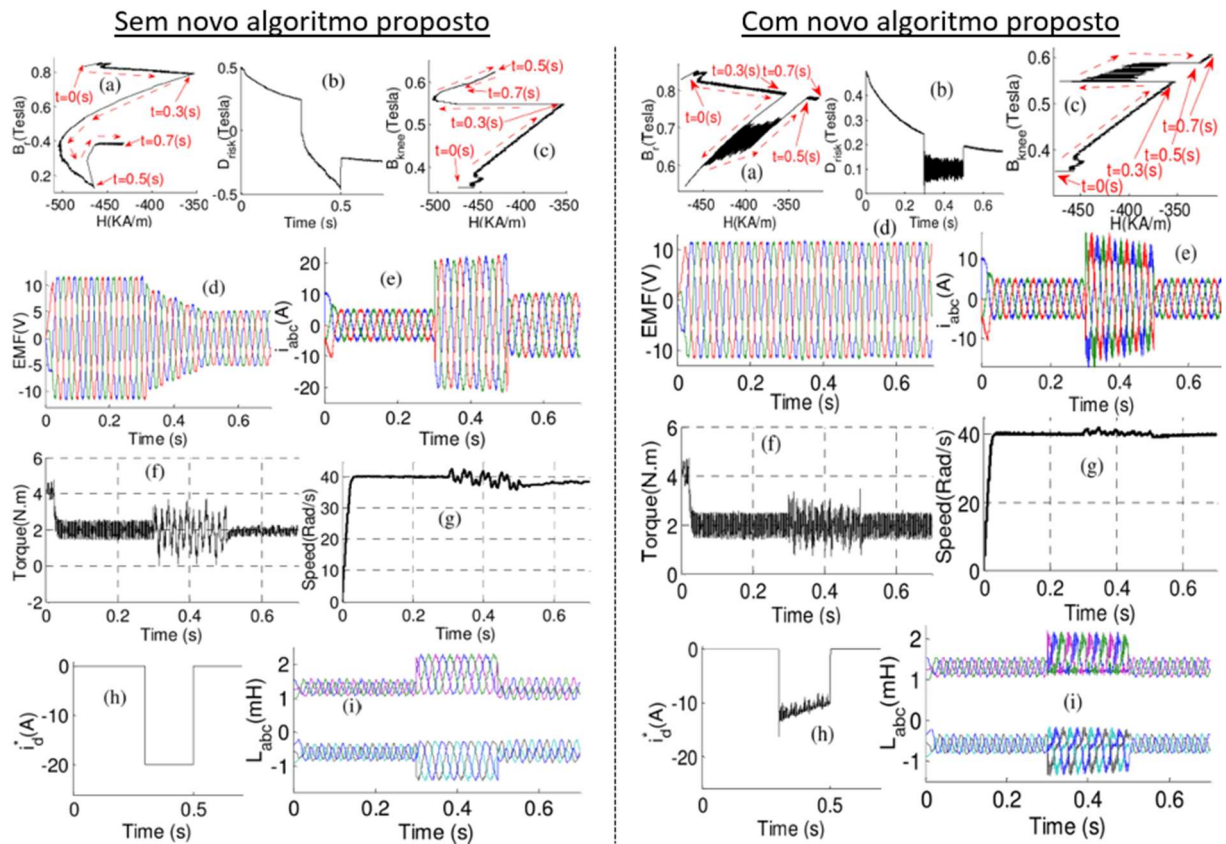 Sem novo algoritmo proposto
0.8
0.6
0.4
0.2
B_r(Tesla)
(a)
t=0(s)
t=0.3(s)
t=0.7(s)
t=0.5(s)
-500 -450 -400 -350
H(KA/m)
0.5
0
-0.5
D_risk(Tesla)
(b)
0 0.5
Time (s)
0.6
0.5
0.4
B_knee(Tesla)
t=0.5(s)
t=0.7(s)
t=0.3(s)
(c)
t=0(s)
-500 -450 -400 -350
H(KA/m)
10
5
0
-5
-10
EMF(V)
(d)
0 0.2 0.4 0.6
Time (s)
20
10
0
-10
-20
i_abc(A)
(e)
0 0.2 0.4 0.6
Time (s)
6
4
2
0
-2
Torque(N.m)
(f)
0 0.2 0.4 0.6
Time (s)
40
30
20
10
0
Speed(Rad/s)
(g)
0 0.2 0.4 0.6
Time (s)
0
-10
-20
i_d*(A)
(h)
0 0.5
Time (s)
2
1
0
-1
L_abc(mH)
(i)
0 0.2 0.4 0.6
Time (s)
Com novo algoritmo proposto
0.8
0.7
0.6
B_r(Tesla)
t=0.3(s)
t=0.7(s)
t=0(s)
t=0.5(s)
(a)
-450 -400 -350
H(KA/m)
0.5
0.4
0.3
0.2
0.1
0
D_risk(Tesla)
(b)
0 0.2 0.4 0.6
Time (s)
0.6
0.5
0.4
B_knee(Tesla)
(c)
t=0.7(s)
t=0.5(s)
t=0.3(s)
t=0(s)
-450 -400 -350
H(KA/m)
10
5
0
-5
-10
EMF(V)
(d)
0 0.2 0.4 0.6
Time (s)
10
0
-10
i_abc(A)
(e)
0 0.2 0.4 0.6
Time (s)
6
4
2
0
Torque(N.m)
(f)
0 0.2 0.4 0.6
Time (s)
40
20
0
Speed(Rad/s)
(g)
0 0.2 0.4 0.6
Time (s)
0
-10
-20
i_d*(A)
(h)
0 0.5
Time (s)
2
1
0
-1
L_abc(mH)
(i)
0 0.2 0.4 0.6
Time (s)